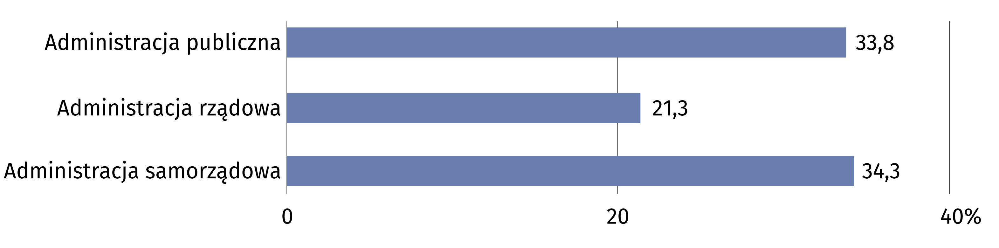 Administracja publiczna 33,8
Administracja rządowa 21,3
Administracja samorządowa 34,3
0 20 40%